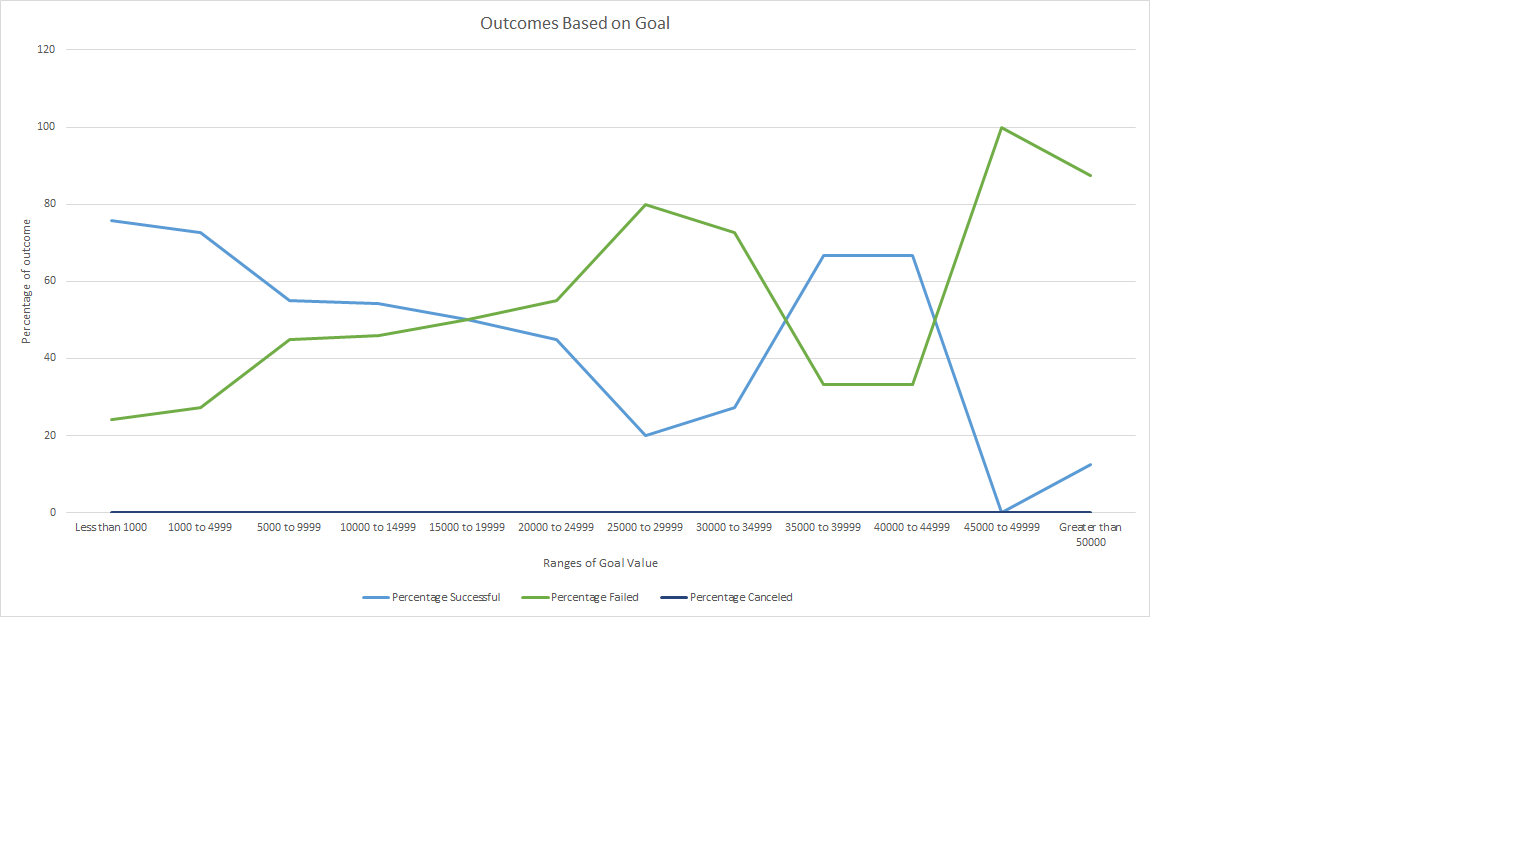 Outcomes Based on Goal
120
100
80
60
40
20
0
Percentage of outcome
Less than 1000
1000 to 4999
5000 to 9999
10000 to 14999
15000 to 19999
20000 to 24999
25000 to 29999
30000 to 34999
35000 to 39999
40000 to 44999
45000 to 49999
Greater than
50000
Ranges of Goal Value
Percentage Successful
Percentage Failed
Percentage Canceled